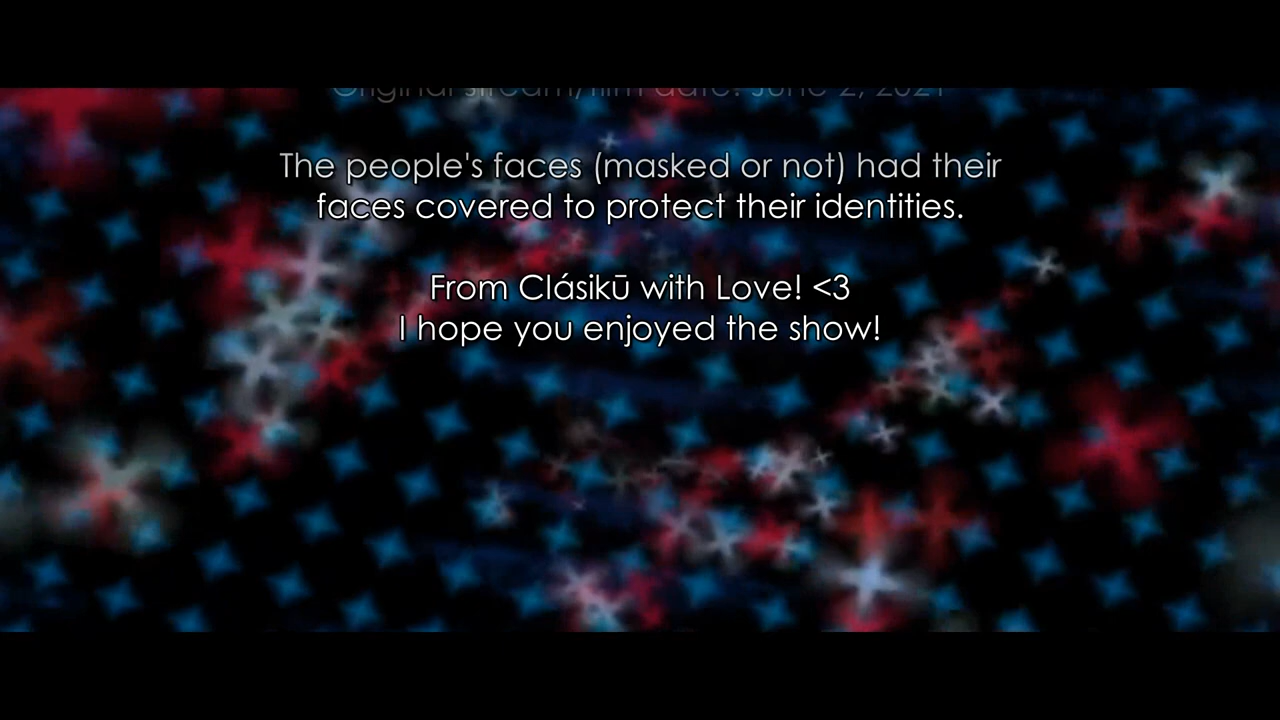 Original stream/film date: June 2, 2021
The people's faces (masked or not) had their
faces covered to protect their identities.
From Clásikū with Love! <3
I hope you enjoyed the show!